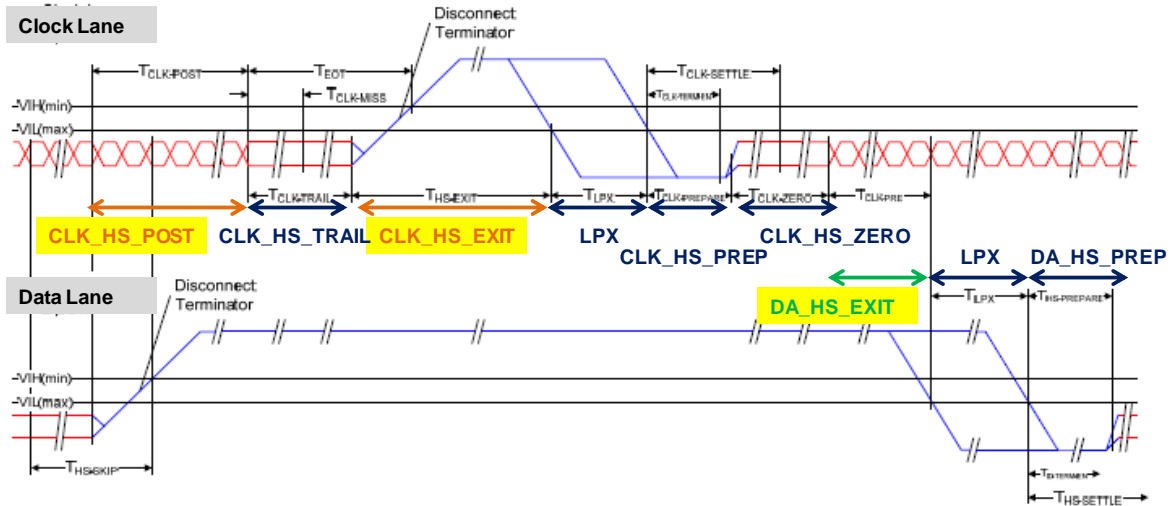 Clock Lane
Disconnect
Terminator
TCLK-POST
TEOT
TCLK-MISS
TCLK-SETTLE
TCLK-TERMEN
VIH(min)
VIL(max)
TCLK-TRAIL
THS-EXIT
TLPX
TCLK-PREPARE
TCLK-ZERO
TCLK-PRE
CLK_HS_POST
CLK_HS_TRAIL
CLK_HS_EXIT
LPX
CLK_HS_PREP
CLK_HS_ZERO
LPX
DA_HS_PREP
Data Lane
Disconnect
Terminator
DA_HS_EXIT
TLPX
THS-PREPARE
VIH(min)
VIL(max)
THS-SKIP
THS-SETTLE